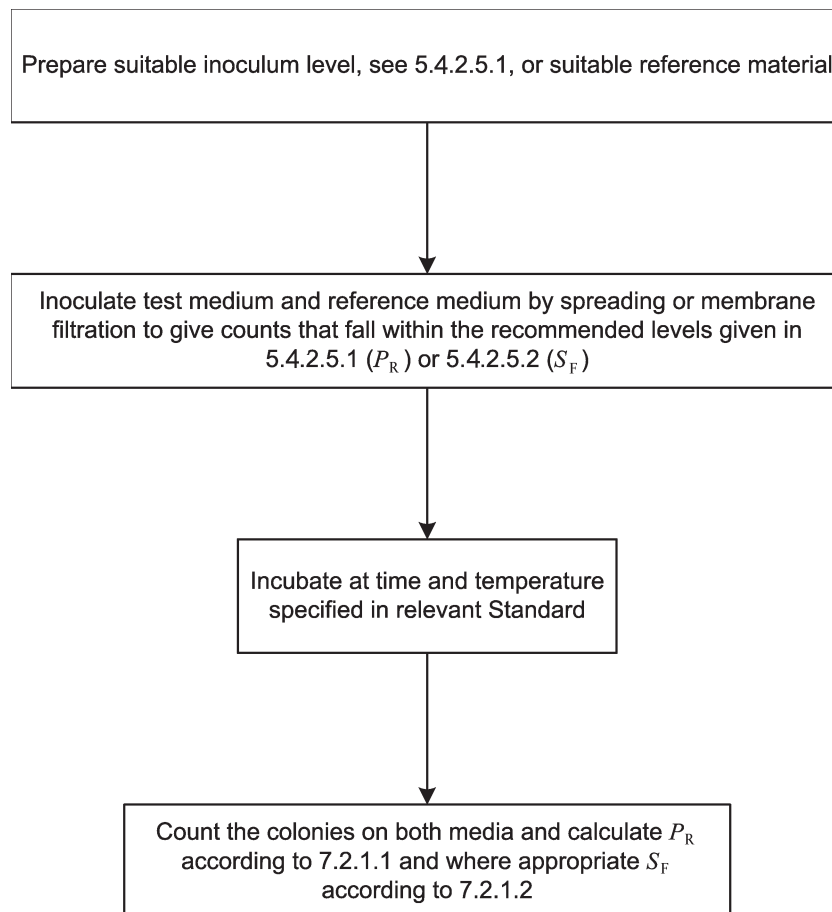 Prepare suitable inoculum level, see 5.4.2.5.1, or suitable reference material
Inoculate test medium and reference medium by spreading or membrane
filtration to give counts that fall within the recommended levels given in
5.4.2.5.1 (P_R) or 5.4.2.5.2 (S_F)
Incubate at time and temperature
specified in relevant Standard
Count the colonies on both media and calculate P_R
according to 7.2.1.1 and where appropriate S_F
according to 7.2.1.2